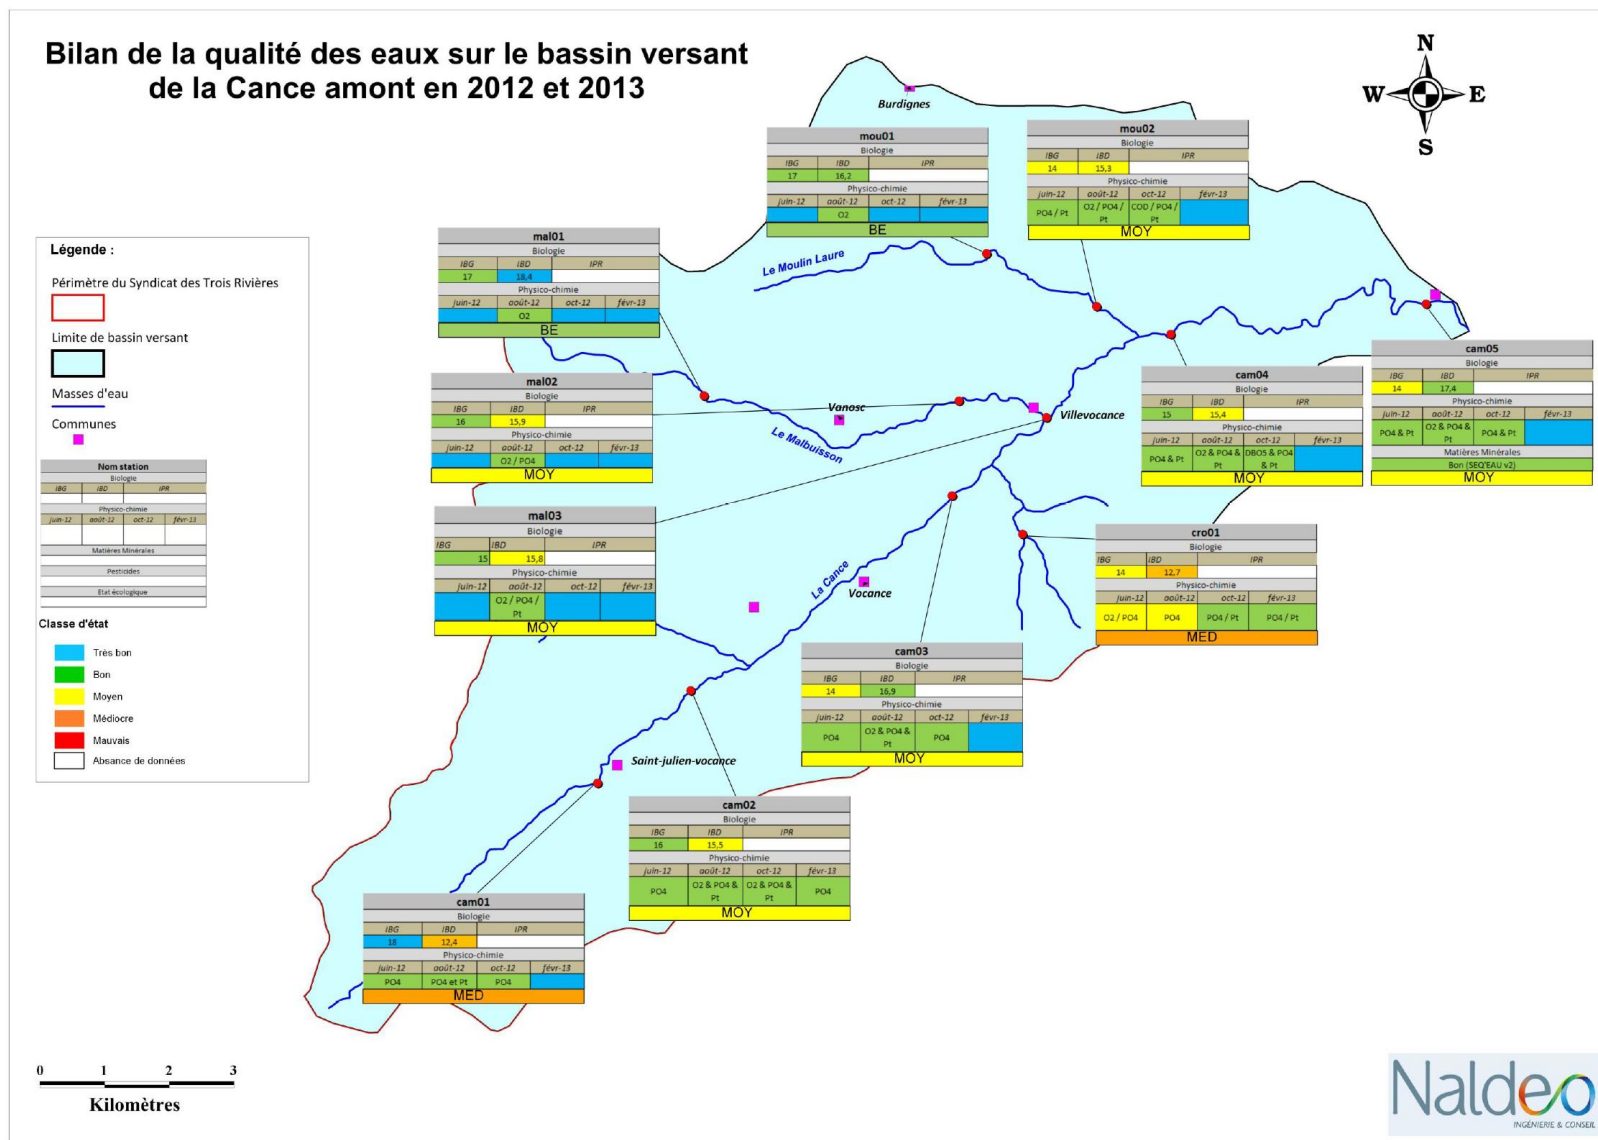 Bilan de la qualité des eaux sur le bassin versant
de la Cance amont en 2012 et 2013
N
W E
S
Burdignes
mou01
Biologie
IBG IBD IPR
17 16,2
Physico-chimie
juin-12 août-12 oct-12 févr-13
O2
BE
mou02
Biologie
IBG IBD IPR
14 15,3
Physico-chimie
juin-12 août-12 oct-12 févr-13
PO4 / Pt O2 / PO4 / Pt COD / PO4 / Pt
MOY
mal01
Biologie
IBG IBD IPR
17 18,4
Physico-chimie
juin-12 août-12 oct-12 févr-13
O2
BE
Le Moulin Laure
Légende :
Périmètre du Syndicat des Trois Rivières
Limite de bassin versant
Masses d'eau
Communes
Nom station
Biologie
IBG IBD IPR
Physico-chimie
juin-12 août-12 oct-12 févr-13
Matières Minérales
Pesticides
Etat écologique
Classe d'état
Très bon
Bon
Moyen
Médiocre
Mauvais
Absence de données
mal02
Biologie
IBG IBD IPR
16 15,9
Physico-chimie
juin-12 août-12 oct-12 févr-13
O2 / PO4
MOY
Vanosc
Le Malbuisson
Villevocance
cam04
Biologie
IBG IBD IPR
15 15,4
Physico-chimie
juin-12 août-12 oct-12 févr-13
PO4 & Pt O2 & PO4 & Pt DBO5 & PO4 & Pt
MOY
cam05
Biologie
IBG IBD IPR
14 17,4
Physico-chimie
juin-12 août-12 oct-12 févr-13
PO4 & Pt O2 & PO4 & Pt PO4 & Pt
Matières Minérales
Bon (SEQ'EAU v2)
MOY
mal03
Biologie
IBG IBD IPR
15 15,8
Physico-chimie
juin-12 août-12 oct-12 févr-13
O2 / PO4 / Pt
MOY
La Cance
Vocance
cro01
Biologie
IBG IBD IPR
14 12,7
Physico-chimie
juin-12 août-12 oct-12 févr-13
O2 / PO4 PO4 PO4 / Pt PO4 / Pt
MED
cam03
Biologie
IBG IBD IPR
14 16,9
Physico-chimie
juin-12 août-12 oct-12 févr-13
PO4 O2 & PO4 & Pt PO4
MOY
Saint-julien-vocance
cam02
Biologie
IBG IBD IPR
16 15,5
Physico-chimie
juin-12 août-12 oct-12 févr-13
PO4 O2 & PO4 & Pt O2 & PO4 & Pt PO4
MOY
cam01
Biologie
IBG IBD IPR
18 12,4
Physico-chimie
juin-12 août-12 oct-12 févr-13
PO4 PO4 et Pt PO4
MED
0 1 2 3
Kilomètres
Naldeo
INGÉNIERIE & CONSEIL